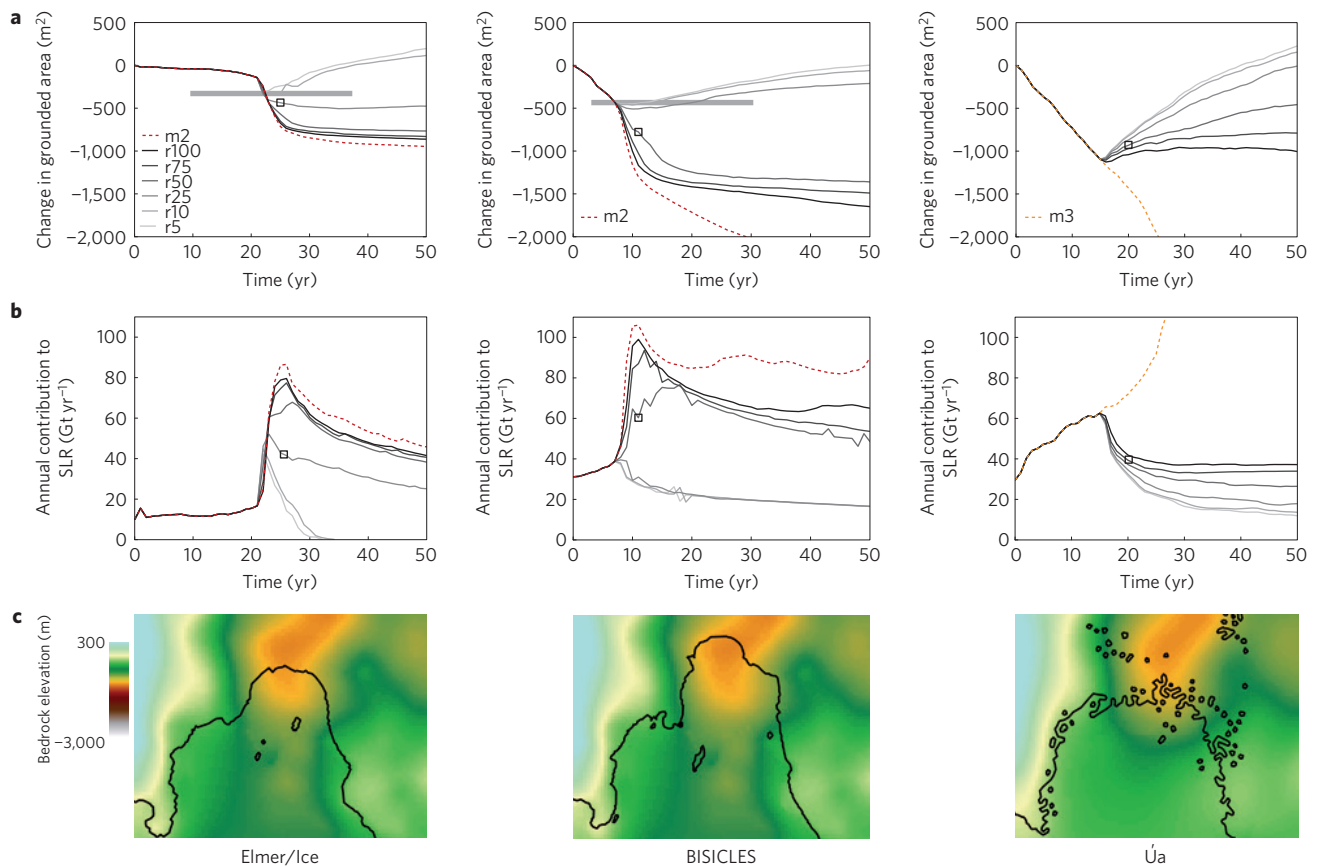 a
Change in grounded area (m²)
500
0
−500
−1,000
−1,500
−2,000
m2
r100
r75
r50
r25
r10
r5
0 10 20 30 40 50
Time (yr)
Change in grounded area (m²)
500
0
−500
−1,000
−1,500
−2,000
m2
0 10 20 30 40 50
Time (yr)
Change in grounded area (m²)
500
0
−500
−1,000
−1,500
−2,000
m3
0 10 20 30 40 50
Time (yr)
b
Annual contribution to
SLR (Gt yr⁻¹)
100
80
60
40
20
0
0 10 20 30 40 50
Time (yr)
Annual contribution to
SLR (Gt yr⁻¹)
100
80
60
40
20
0
0 10 20 30 40 50
Time (yr)
Annual contribution to
SLR (Gt yr⁻¹)
100
80
60
40
20
0
0 10 20 30 40 50
Time (yr)
c
Bedrock elevation (m)
300
−3,000
Elmer/Ice
BISICLES
Úa